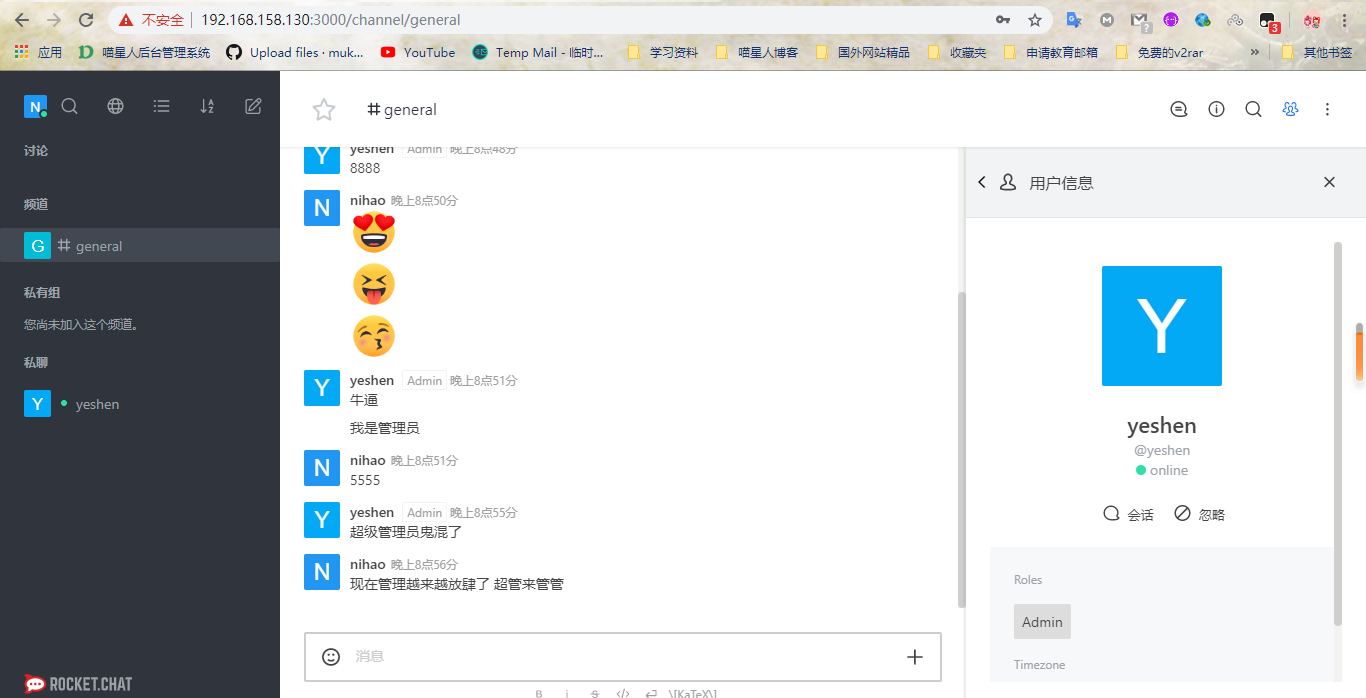 不安全 192.168.158.130:3000/channel/general
应用 喵星人后台管理系统 Upload files · muk... YouTube Temp Mail - 临时... 学习资料 喵星人博客 国外网站精品 收藏夹 申请教育邮箱 免费的v2rar » 其他书签
N
讨论
频道
G general
私有组
您尚未加入这个频道。
私聊
Y yeshen
ROCKET.CHAT
# general
Y yeshen Admin 晚上8点48分
8888
N nihao 晚上8点50分
Y yeshen Admin 晚上8点51分
牛逼
我是管理员
N nihao 晚上8点51分
5555
Y yeshen Admin 晚上8点55分
超级管理员鬼混了
N nihao 晚上8点56分
现在管理越来越放肆了 超管来管管
消息
B i S </> \[KaTeX\]
用户信息
Y
yeshen
@yeshen
online
会话 忽略
Roles
Admin
Timezone